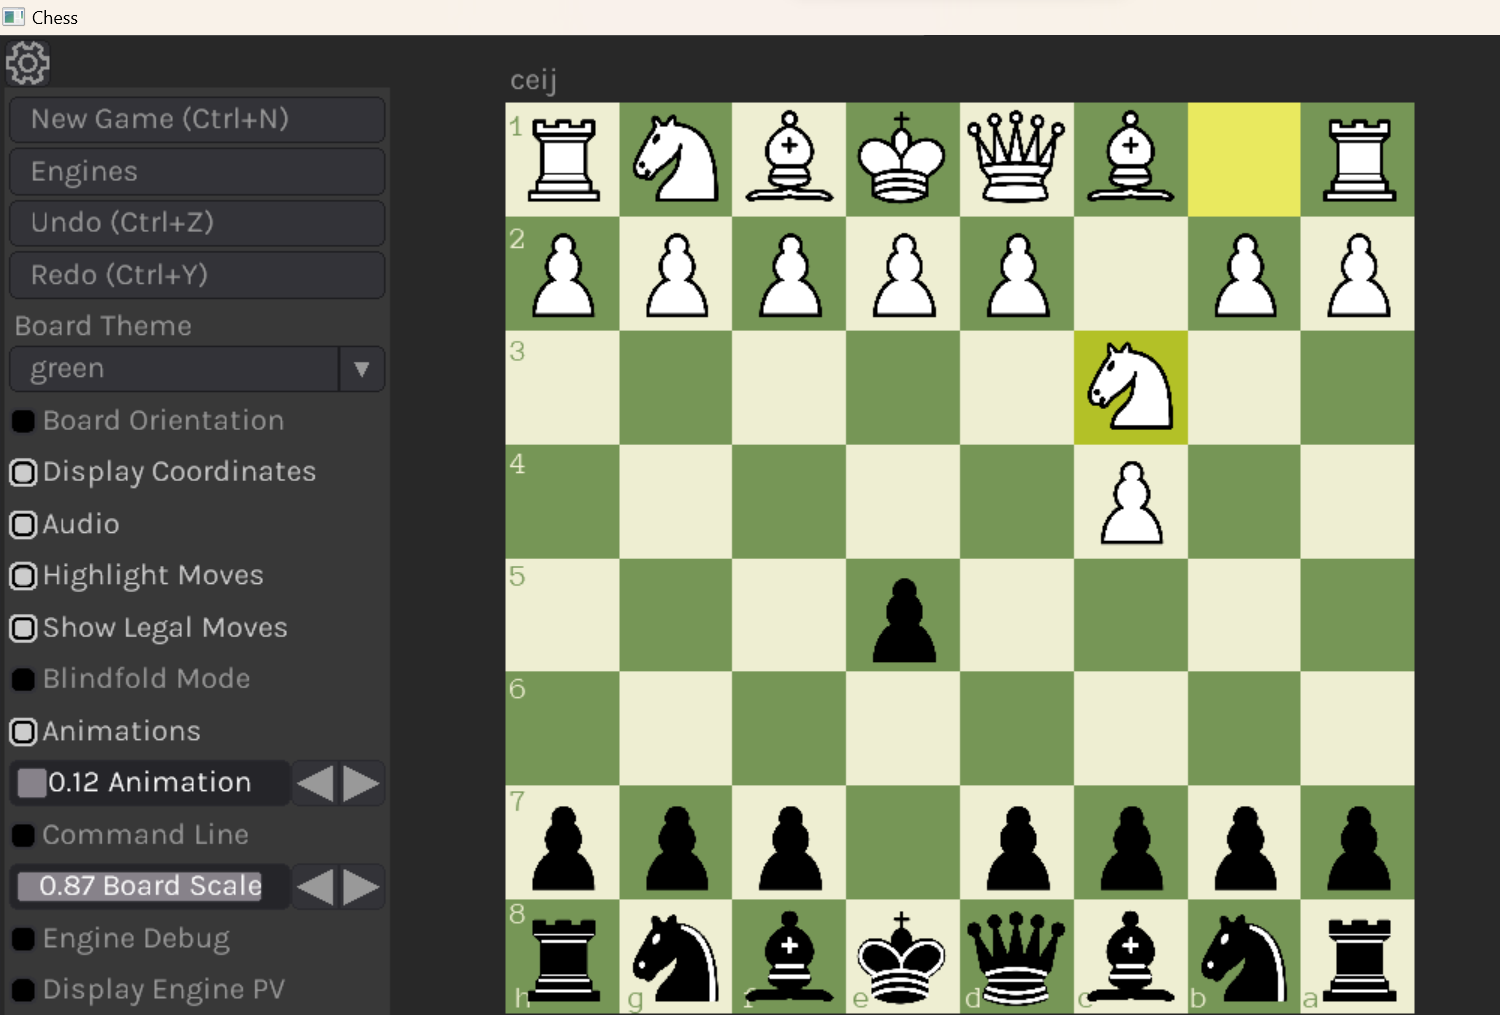 Chess
ceij
New Game (Ctrl+N)
Engines
Undo (Ctrl+Z)
Redo (Ctrl+Y)
Board Theme
green
Board Orientation
Display Coordinates
Audio
Highlight Moves
Show Legal Moves
Blindfold Mode
Animations
0.12 Animation
Command Line
0.87 Board Scale
Engine Debug
Display Engine PV
1
2
3
4
5
6
7
8
h g f e d c b a